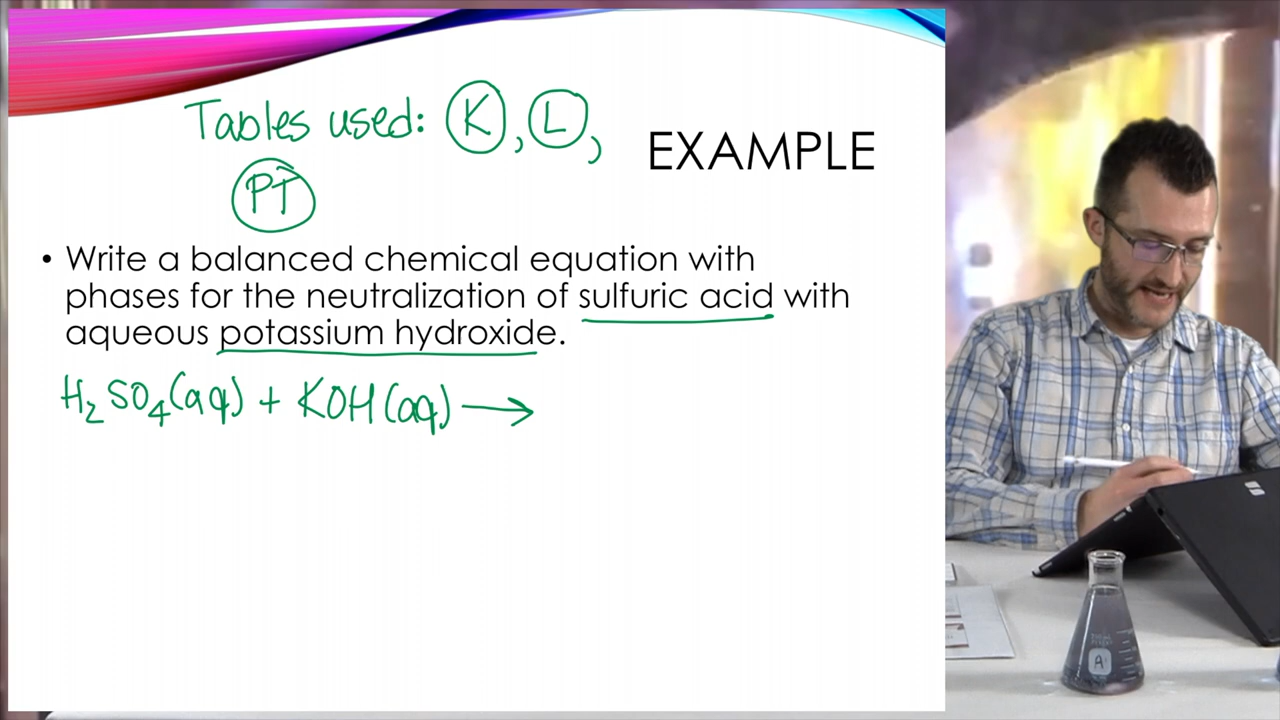 Tables used: K, L,
PT
EXAMPLE
• Write a balanced chemical equation with
phases for the neutralization of sulfuric acid with
aqueous potassium hydroxide.
H₂SO₄(aq) + KOH(aq) →
A